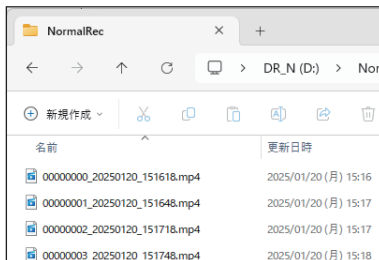 NormalRec
DR_N (D:) > Nor
新規作成
名前 更新日時
00000000_20250120_151618.mp4 2025/01/20 (月) 15:16
00000001_20250120_151648.mp4 2025/01/20 (月) 15:17
00000002_20250120_151718.mp4 2025/01/20 (月) 15:17
00000003_20250120_151748.mp4 2025/01/20 (月) 15:18